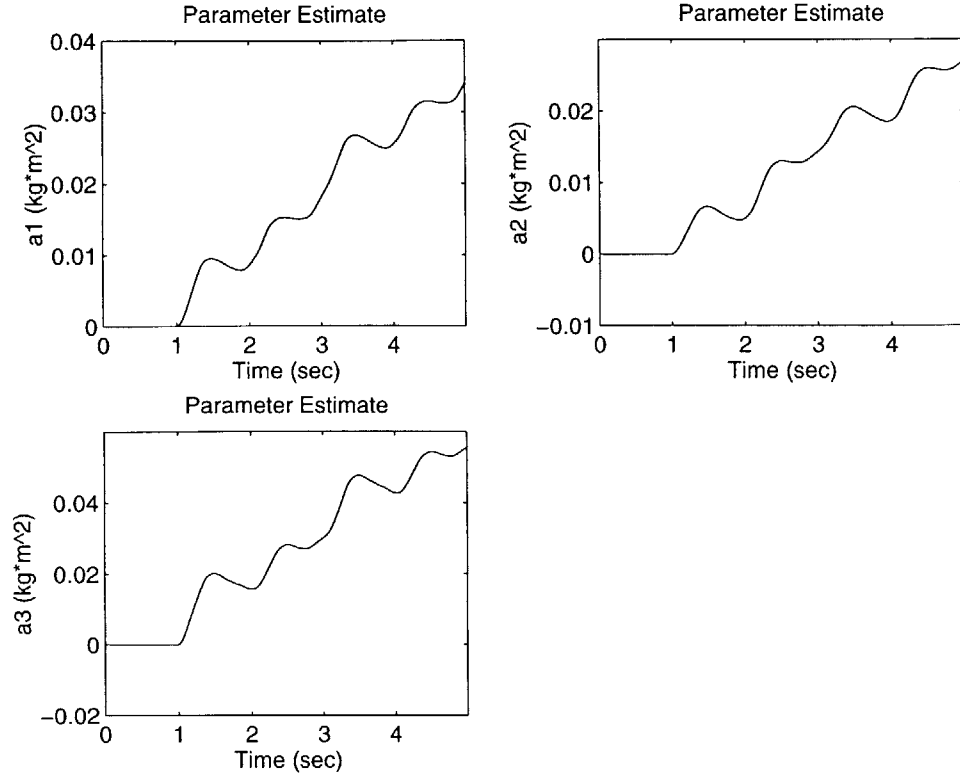 Parameter Estimate
0.04
0.03
0.02
0.01
0
a1 (kg*m^2)
0 1 2 3 4
Time (sec)
Parameter Estimate
0.02
0.01
0
−0.01
a2 (kg*m^2)
0 1 2 3 4
Time (sec)
Parameter Estimate
0.04
0.02
0
−0.02
a3 (kg*m^2)
0 1 2 3 4
Time (sec)